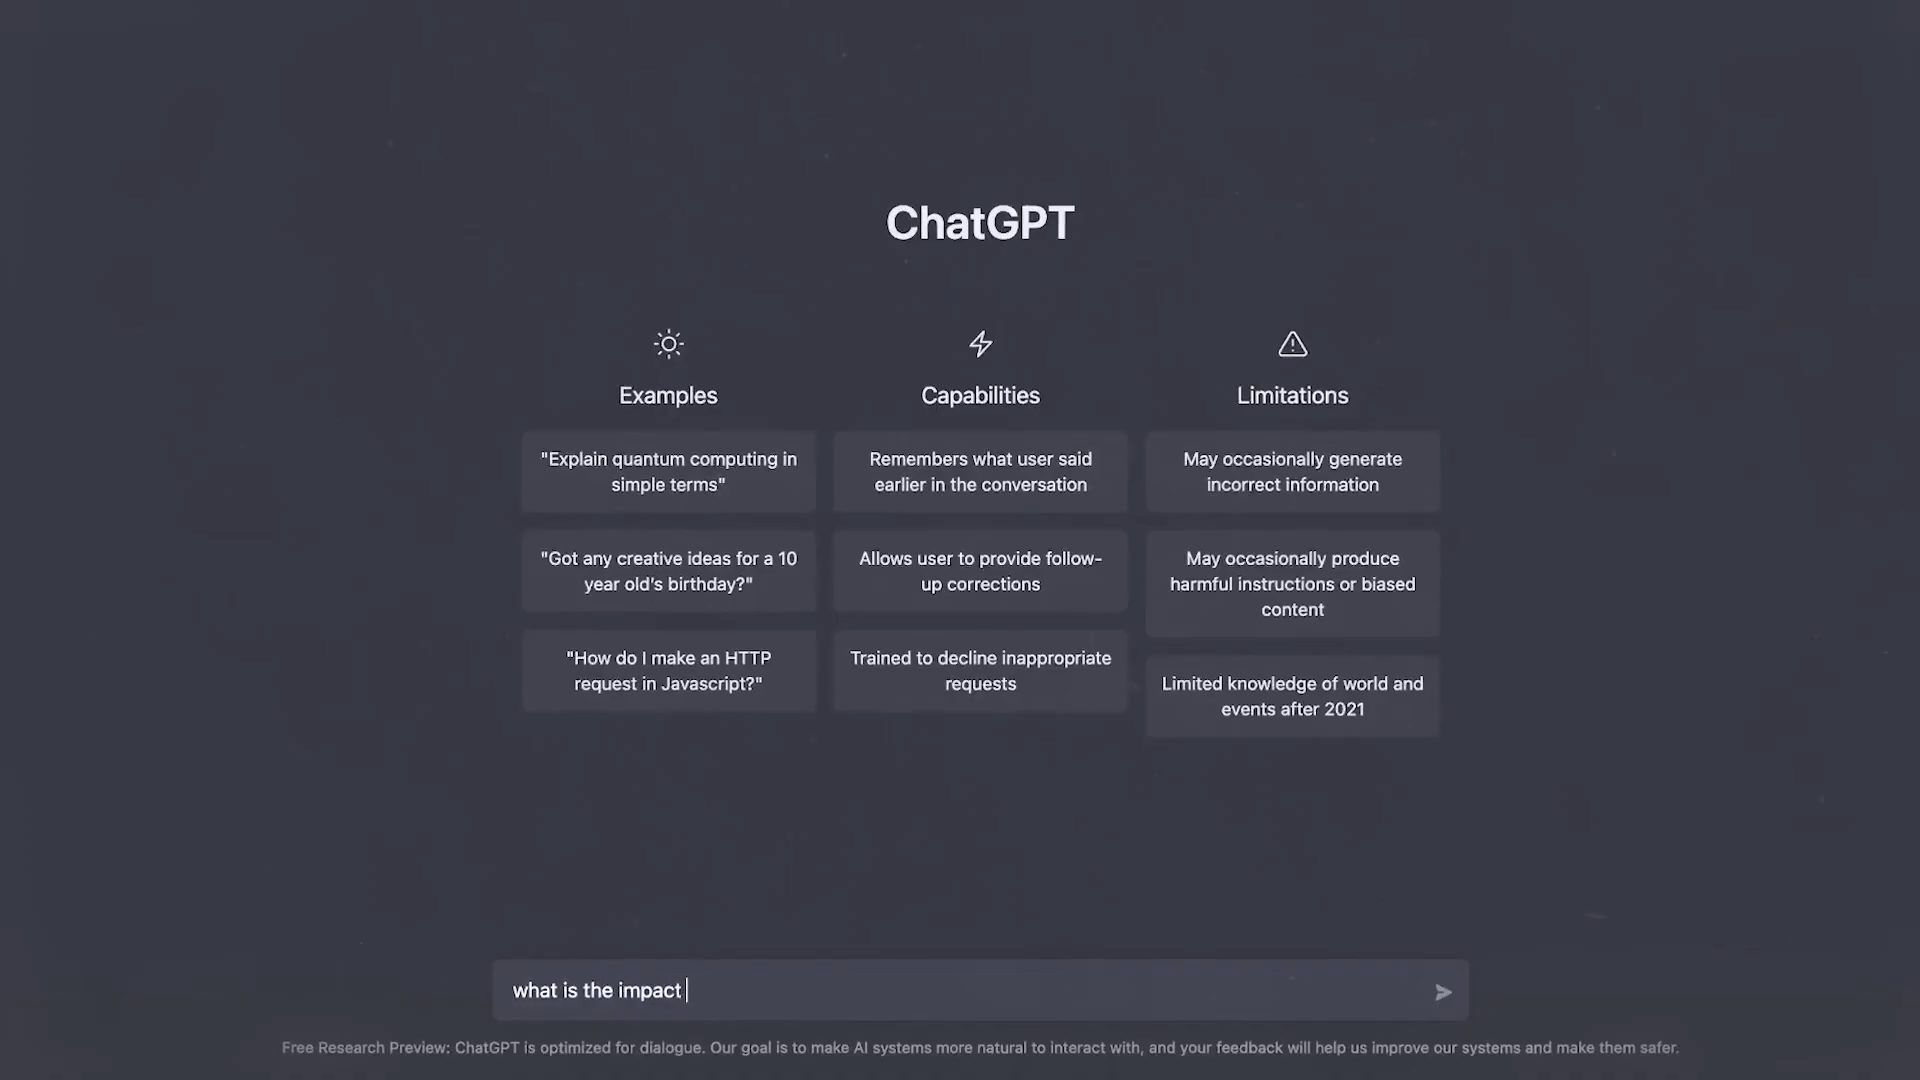 ChatGPT
Examples
"Explain quantum computing in
simple terms"
"Got any creative ideas for a 10
year old's birthday?"
"How do I make an HTTP
request in Javascript?"
Capabilities
Remembers what user said
earlier in the conversation
Allows user to provide follow-
up corrections
Trained to decline inappropriate
requests
Limitations
May occasionally generate
incorrect information
May occasionally produce
harmful instructions or biased
content
Limited knowledge of world and
events after 2021
what is the impact
Free Research Preview: ChatGPT is optimized for dialogue. Our goal is to make AI systems more natural to interact with, and your feedback will help us improve our systems and make them safer.